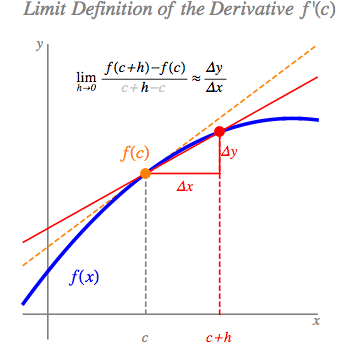 Limit Definition of the Derivative f'(c)
y
lim h→0 f(c+h)−f(c) / c+h−c ≈ Δy / Δx
f(c)
Δy
Δx
f(x)
x
c
c+h